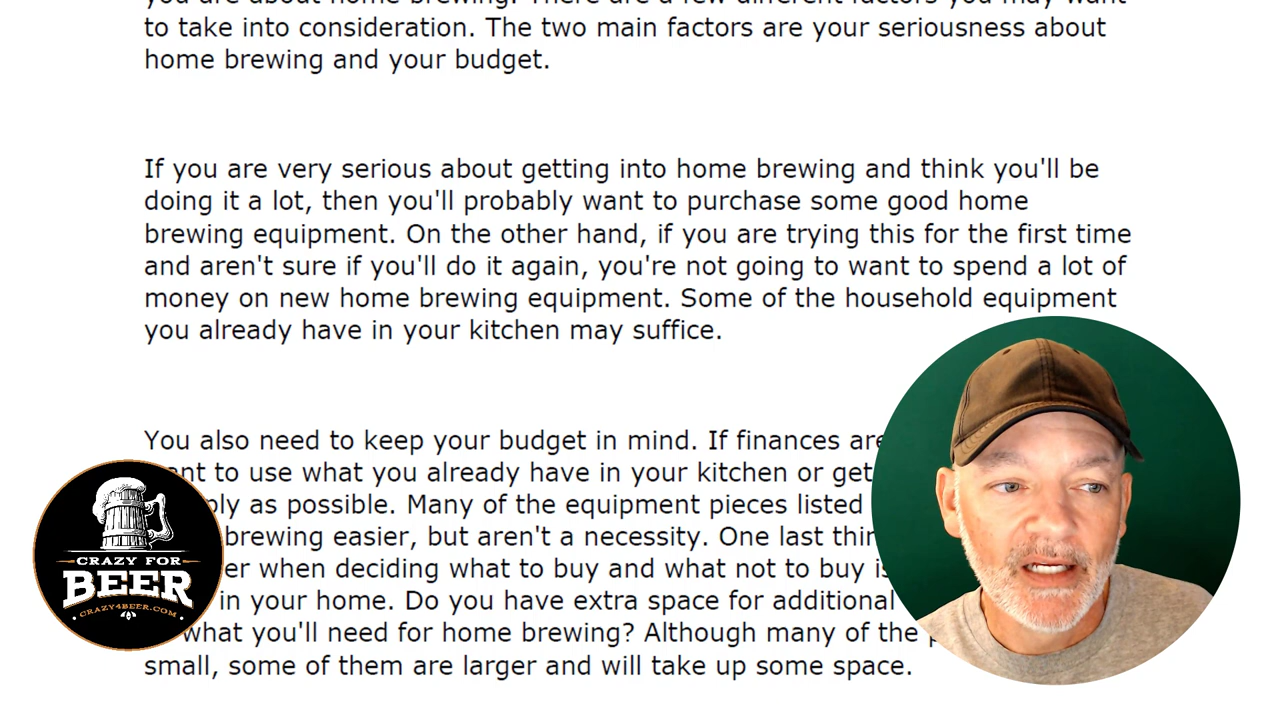 you are about home brewing. There are a few different factors you may want
to take into consideration. The two main factors are your seriousness about
home brewing and your budget.
If you are very serious about getting into home brewing and think you'll be
doing it a lot, then you'll probably want to purchase some good home
brewing equipment. On the other hand, if you are trying this for the first time
and aren't sure if you'll do it again, you're not going to want to spend a lot of
money on new home brewing equipment. Some of the household equipment
you already have in your kitchen may suffice.
You also need to keep your budget in mind. If finances are
to use what you already have in your kitchen or get
as possible. Many of the equipment pieces listed
brewing easier, but aren't a necessity. One last
when deciding what to buy and what not to buy
in your home. Do you have extra space for additional
what you'll need for home brewing? Although many of the
small, some of them are larger and will take up some space.
CRAZY FOR
BEER
CRAZY4BEER.COM